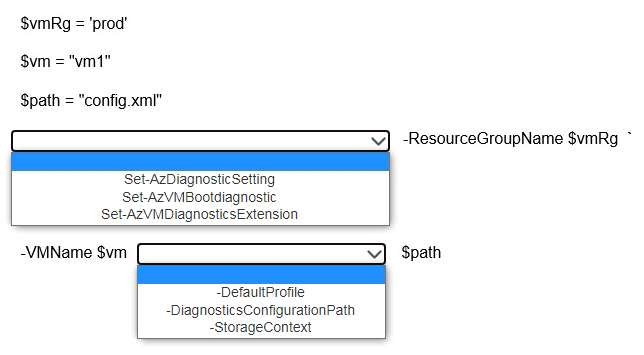 $vmRg = 'prod'
$vm = "vm1"
$path = "config.xml"
-ResourceGroupName $vmRg `
Set-AzDiagnosticSetting
Set-AzVMBootdiagnostic
Set-AzVMDiagnosticsExtension
-VMName $vm $path
-DefaultProfile
-DiagnosticsConfigurationPath
-StorageContext